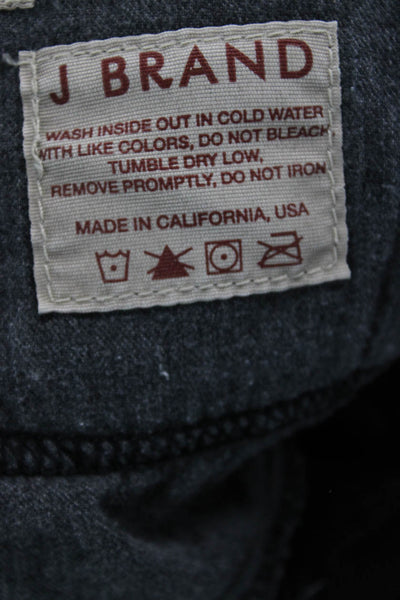 J BRAND
WASH INSIDE OUT IN COLD WATER
WITH LIKE COLORS, DO NOT BLEACH
TUMBLE DRY LOW,
REMOVE PROMPTLY, DO NOT IRON
MADE IN CALIFORNIA, USA